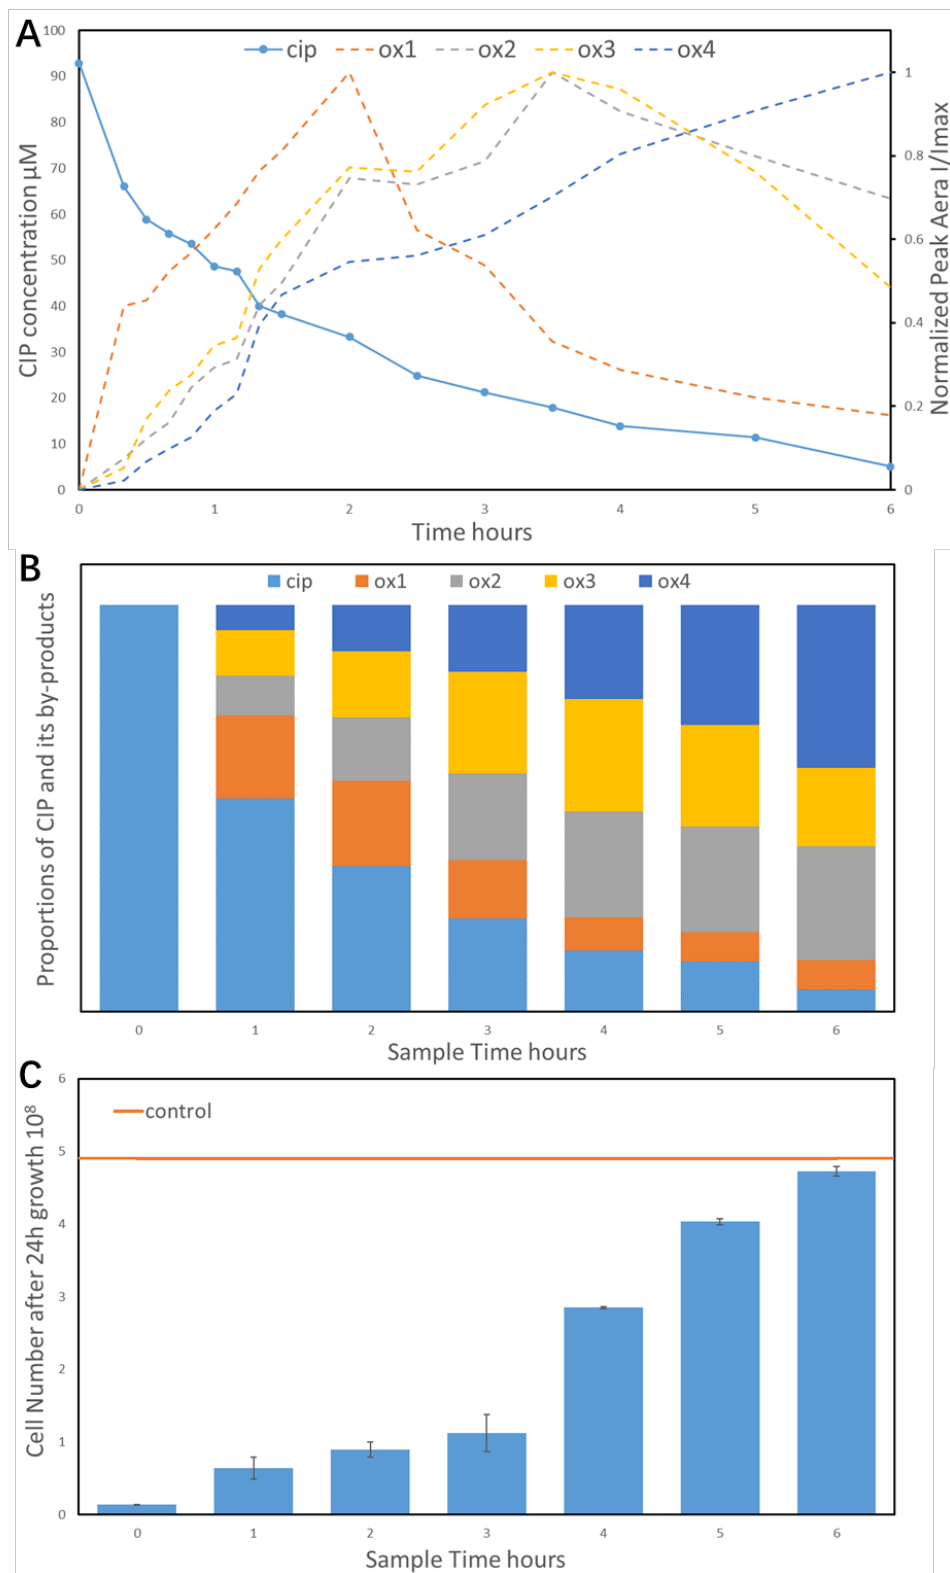 A
cip ox1 ox2 ox3 ox4
CIP concentration µM
100
90
80
70
60
50
40
30
20
10
0
1
0.8
0.6
0.4
0.2
0
Normalized Peak Aera I/Imax
0 1 2 3 4 5 6
Time hours
B
cip ox1 ox2 ox3 ox4
Proportions of CIP and its by-products
0 1 2 3 4 5 6
Sample Time hours
C
control
Cell Number after 24h growth 10⁸
6
5
4
3
2
1
0
0 1 2 3 4 5 6
Sample Time hours